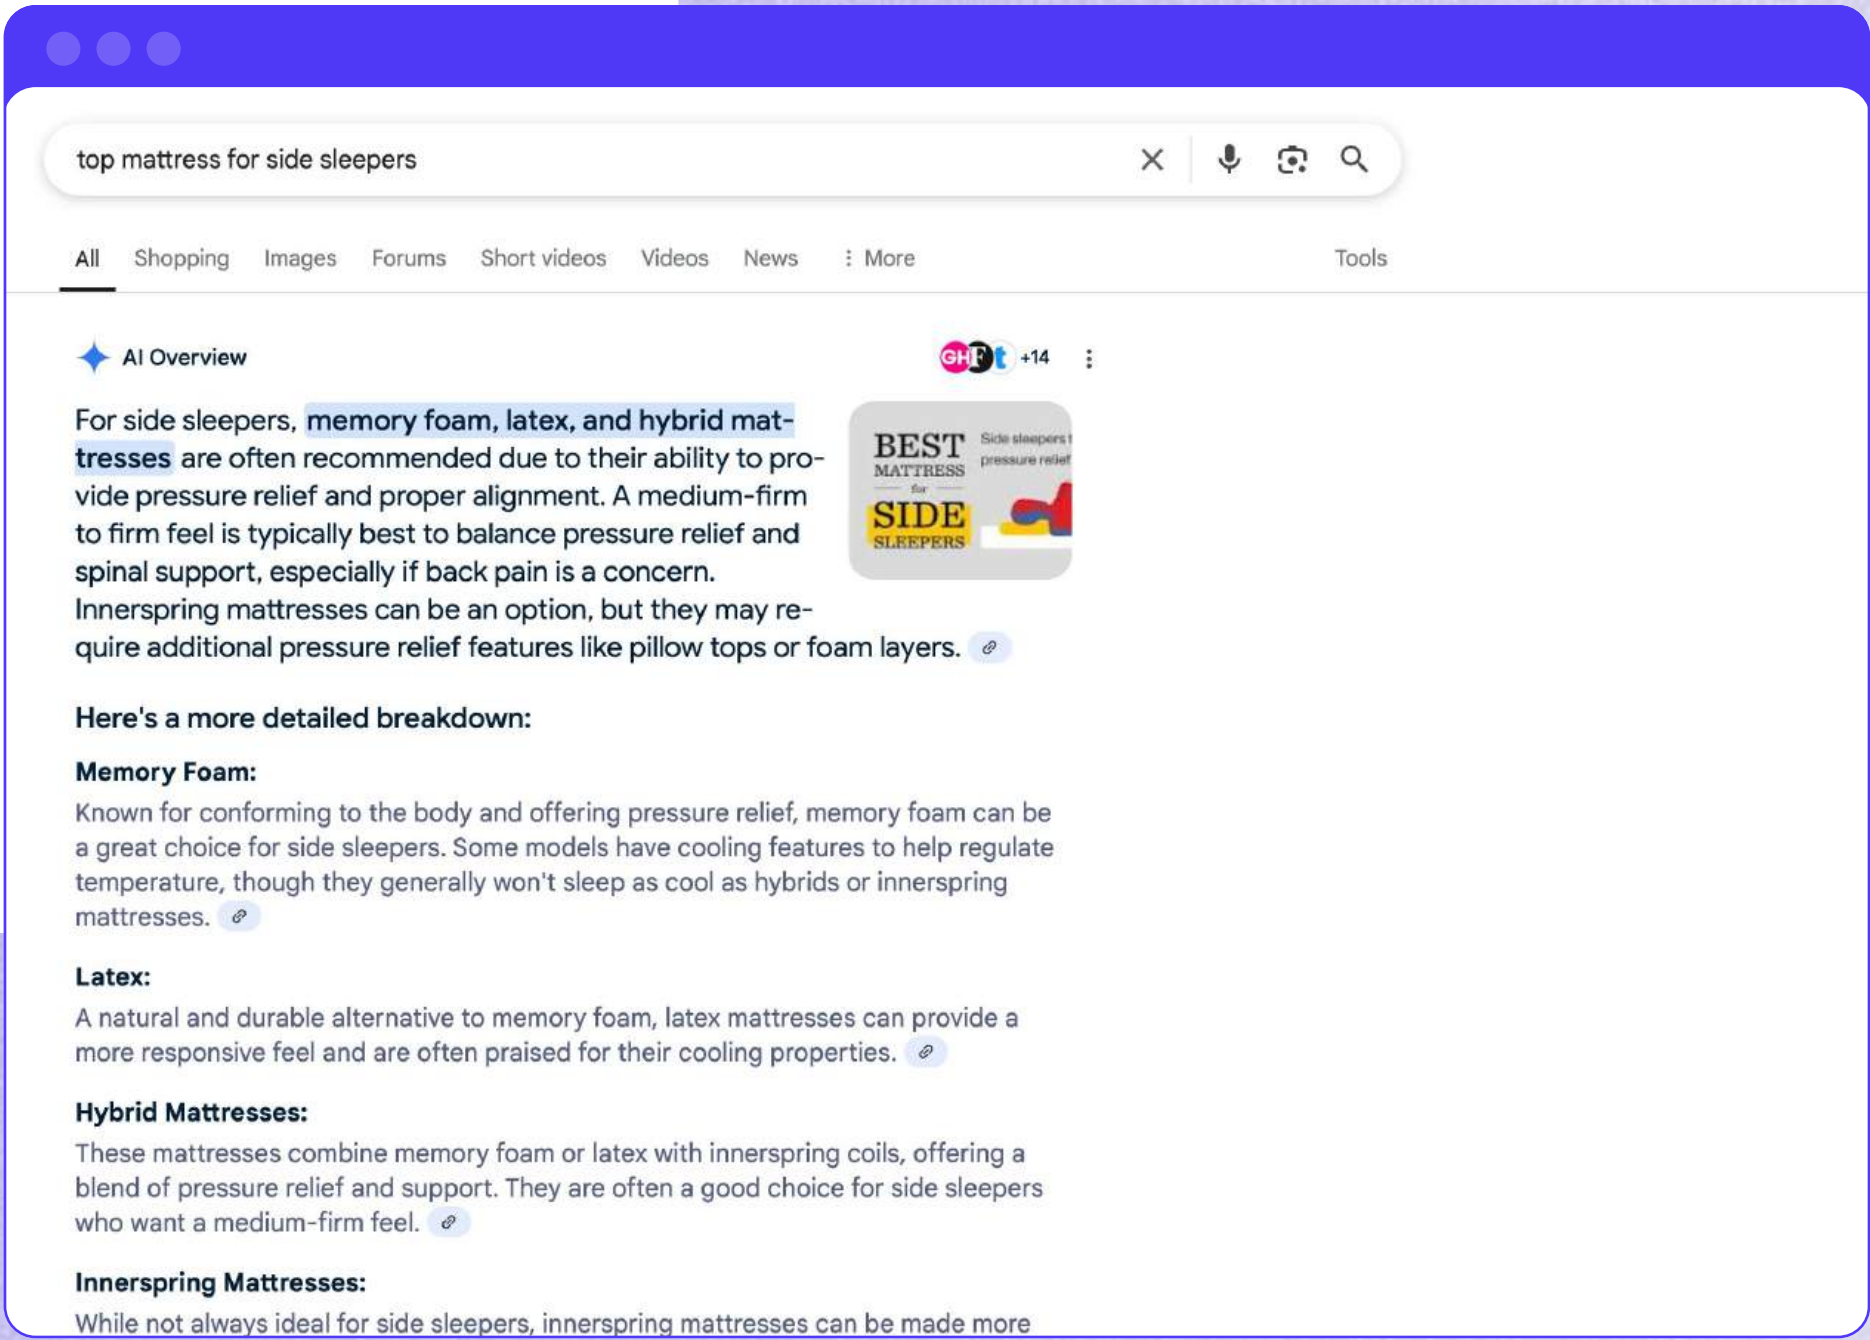 top mattress for side sleepers
All Shopping Images Forums Short videos Videos News More Tools
AI Overview
GH F t +14
For side sleepers, memory foam, latex, and hybrid mat-
tresses are often recommended due to their ability to pro-
vide pressure relief and proper alignment. A medium-firm
to firm feel is typically best to balance pressure relief and
spinal support, especially if back pain is a concern.
Innerspring mattresses can be an option, but they may re-
quire additional pressure relief features like pillow tops or foam layers.
BEST
MATTRESS
for
SIDE
SLEEPERS
Side sleepers
pressure relief
Here's a more detailed breakdown:
Memory Foam:
Known for conforming to the body and offering pressure relief, memory foam can be
a great choice for side sleepers. Some models have cooling features to help regulate
temperature, though they generally won't sleep as cool as hybrids or innerspring
mattresses.
Latex:
A natural and durable alternative to memory foam, latex mattresses can provide a
more responsive feel and are often praised for their cooling properties.
Hybrid Mattresses:
These mattresses combine memory foam or latex with innerspring coils, offering a
blend of pressure relief and support. They are often a good choice for side sleepers
who want a medium-firm feel.
Innerspring Mattresses:
While not always ideal for side sleepers, innerspring mattresses can be made more